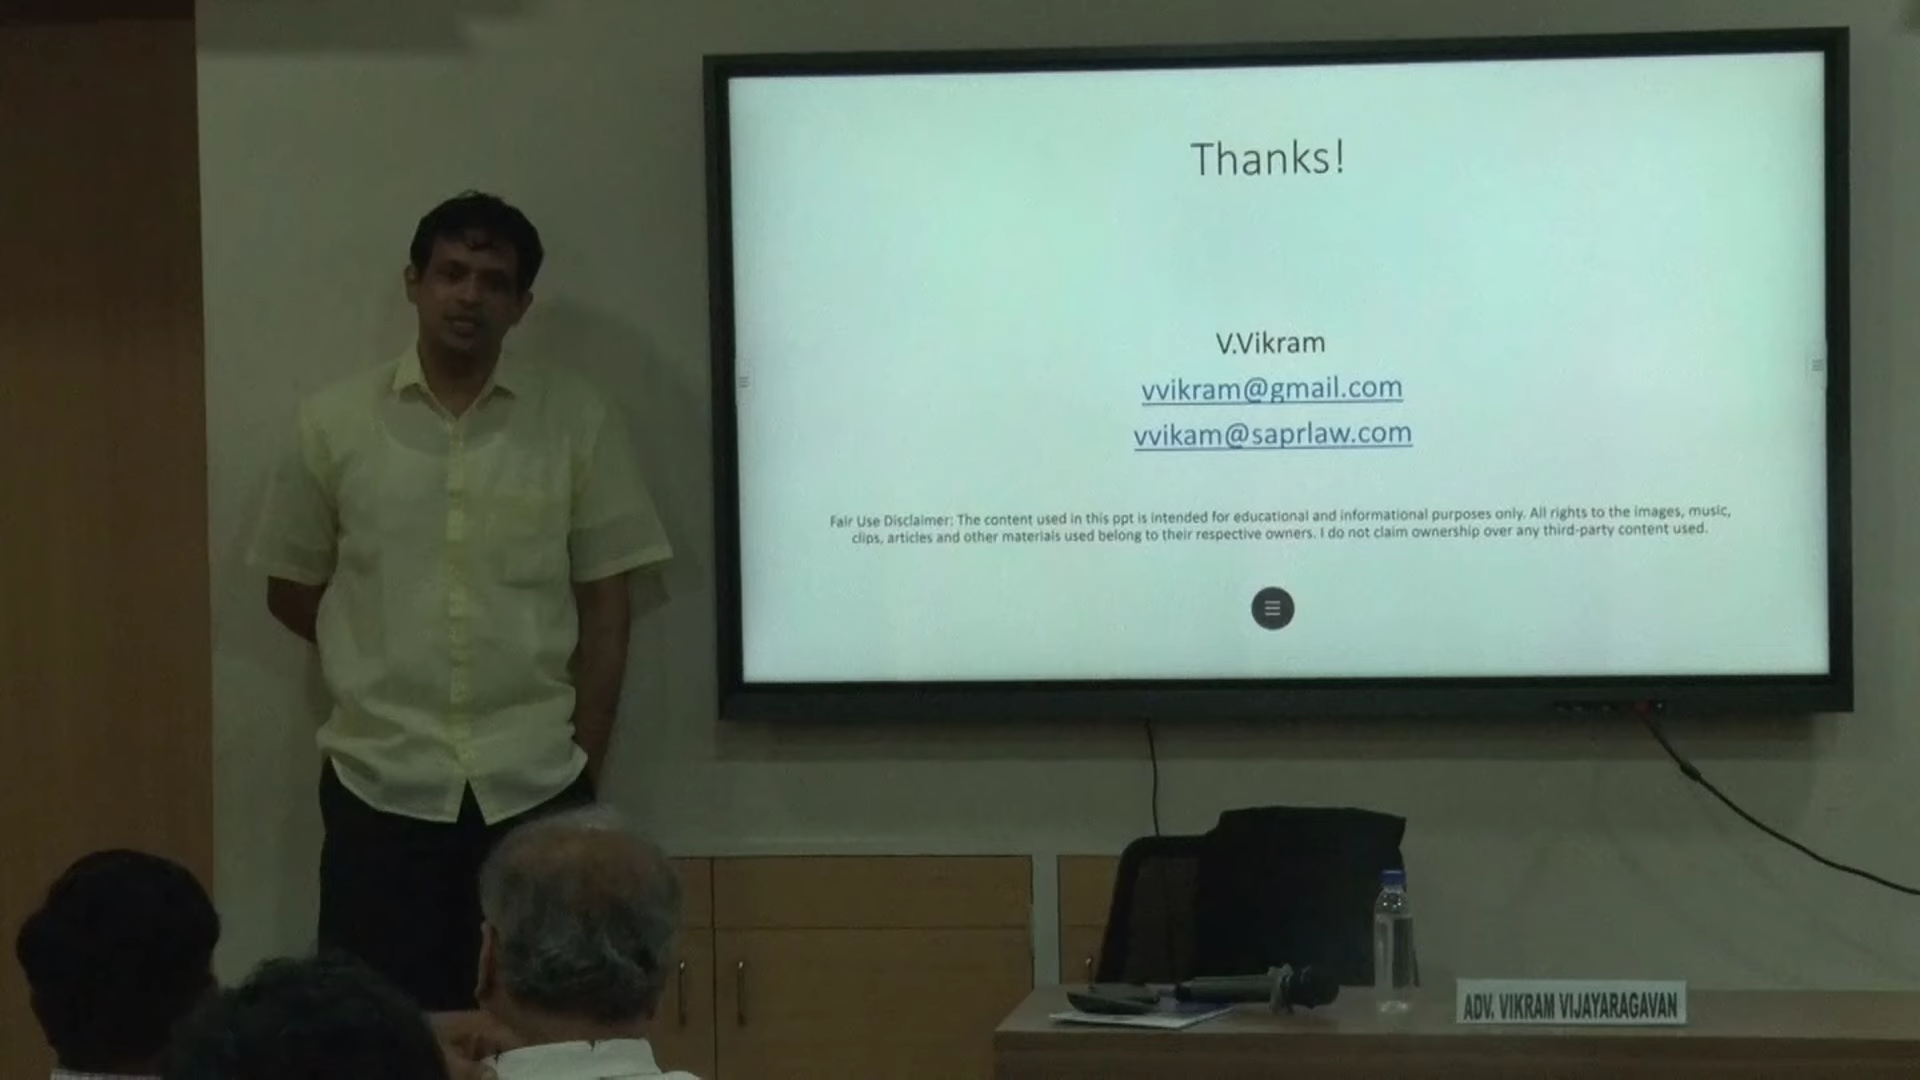 Thanks!
V.Vikram
vvikram@gmail.com
vvikam@saprlaw.com
Fair Use Disclaimer: The content used in this ppt is intended for educational and informational purposes only. All rights to the images, music,
clips, articles and other materials used belong to their respective owners. I do not claim ownership over any third-party content used.
ADV. VIKRAM VIJAYARAGAVAN